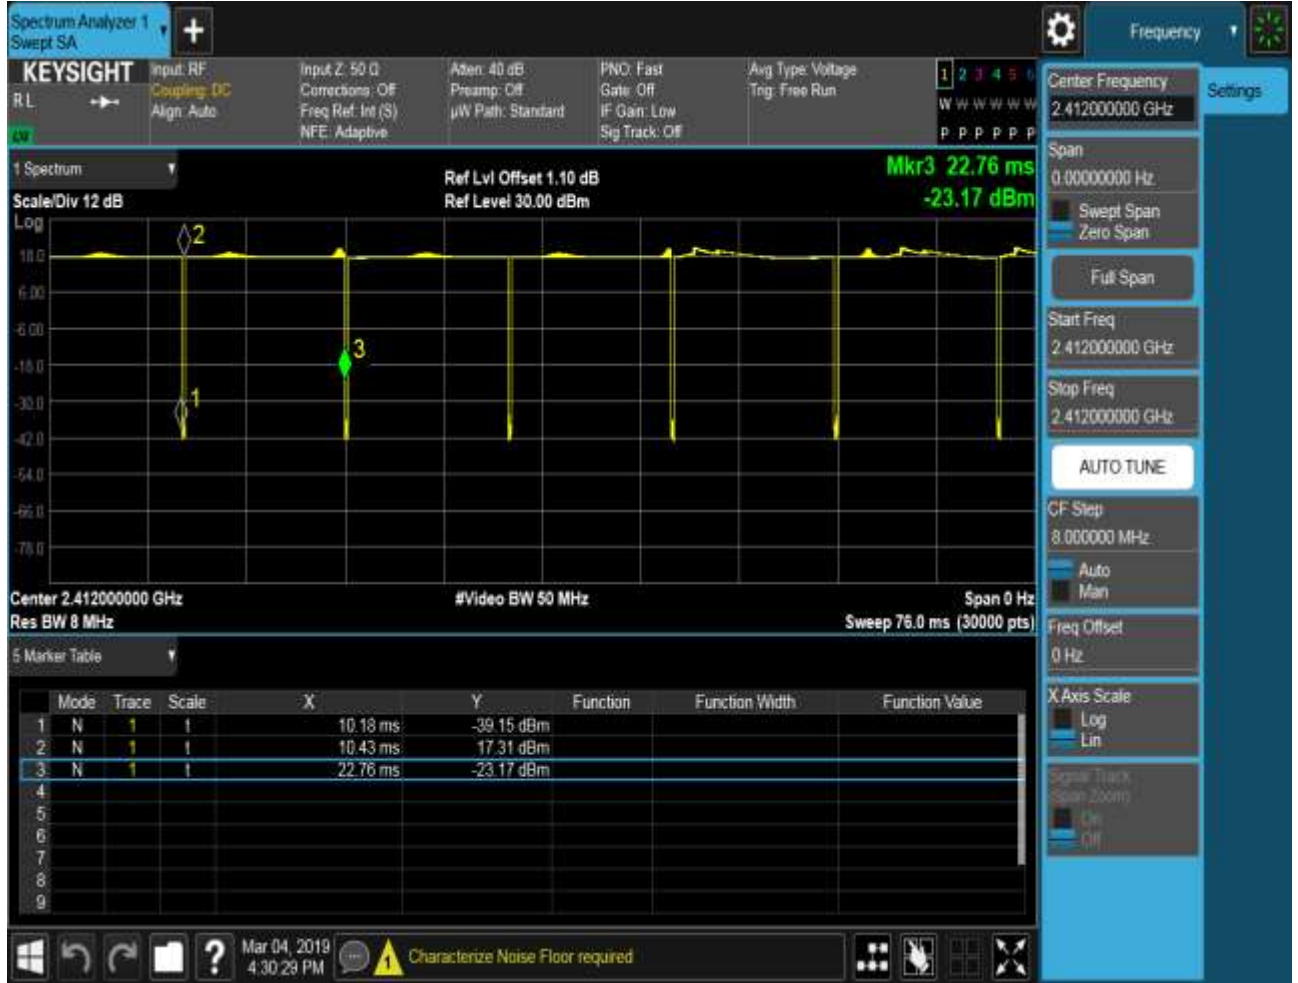 Spectrum Analyzer 1
Swept SA
+
Frequency
KEYSIGHT
RL
Input: RF
Coupling: DC
Align: Auto
Input Z: 50 Ω
Corrections: Off
Freq Ref: Int (S)
NFE: Adaptive
Atten: 40 dB
Preamp: Off
µW Path: Standard
PNO: Fast
Gate: Off
IF Gain: Low
Sig Track: Off
Avg Type: Voltage
Trig: Free Run
1 2 3 4 5 6
W W W W W W
P P P P P P
1 Spectrum
Scale/Div 12 dB
Ref Lvl Offset 1.10 dB
Ref Level 30.00 dBm
Mkr3 22.76 ms
-23.17 dBm
Log
18.0
6.00
-6.00
-18.0
-30.0
-42.0
-54.0
-66.0
-78.0
2
3
1
Center 2.412000000 GHz
Res BW 8 MHz
#Video BW 50 MHz
Span 0 Hz
Sweep 76.0 ms (30000 pts)
5 Marker Table
Mode Trace Scale X Y Function Function Width Function Value
1 N 1 t 10.18 ms -39.15 dBm
2 N 1 t 10.43 ms 17.31 dBm
3 N 1 t 22.76 ms -23.17 dBm
4
5
6
7
8
9
? Mar 04, 2019
4:30:29 PM
1
Characterize Noise Floor required
Settings
Center Frequency
2.412000000 GHz
Span
0.00000000 Hz
Swept Span
Zero Span
Full Span
Start Freq
2.412000000 GHz
Stop Freq
2.412000000 GHz
AUTO TUNE
CF Step
8.000000 MHz
Auto
Man
Freq Offset
0 Hz
X Axis Scale
Log
Lin
Signal Track
(Span Zoom)
On
Off